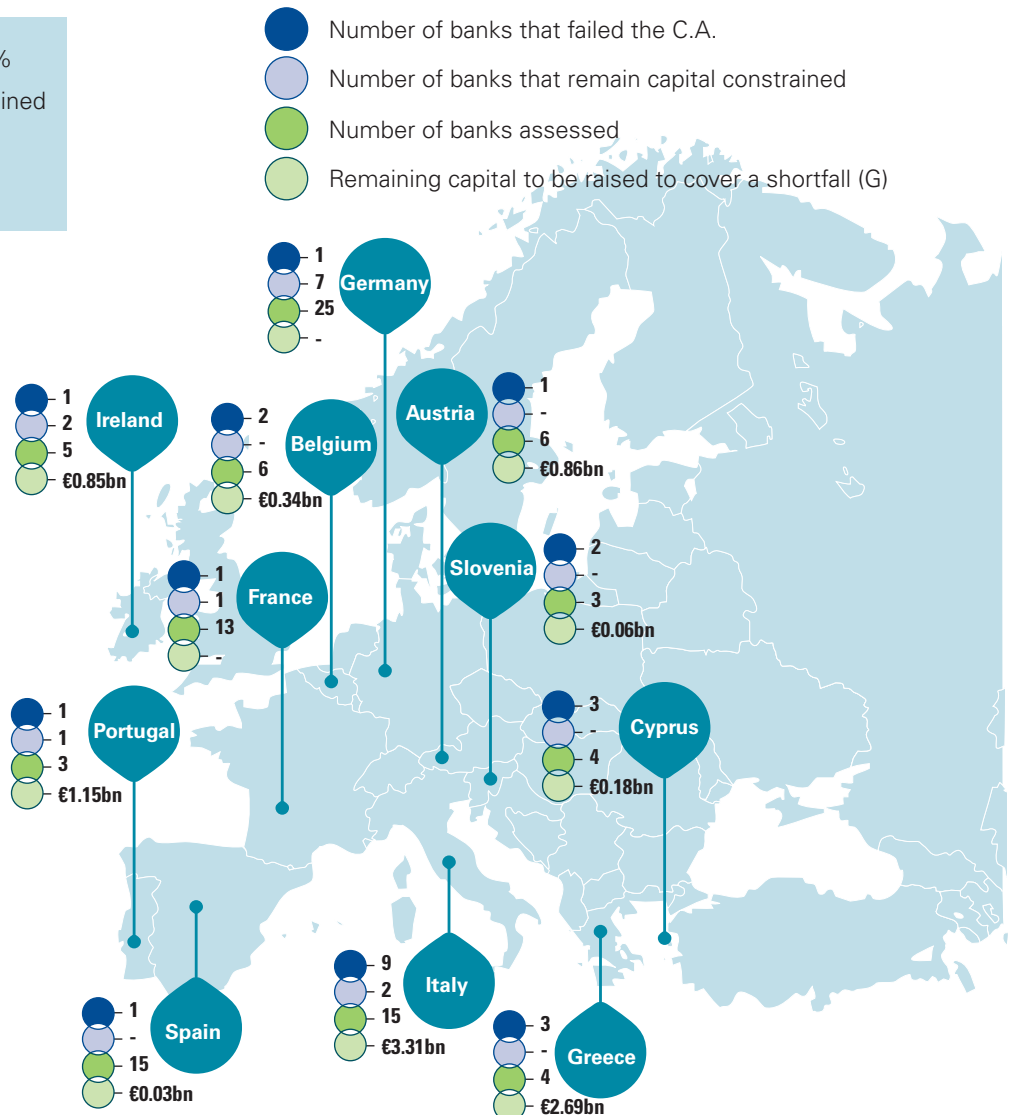 %
ined
Number of banks that failed the C.A.
Number of banks that remain capital constrained
Number of banks assessed
Remaining capital to be raised to cover a shortfall (G)
Germany
1
7
25
-
Ireland
1
2
5
€0.85bn
Belgium
2
-
6
€0.34bn
Austria
1
-
6
€0.86bn
France
1
1
13
-
Slovenia
2
-
3
€0.06bn
Portugal
1
1
3
€1.15bn
Cyprus
3
-
4
€0.18bn
Spain
1
-
15
€0.03bn
Italy
9
2
15
€3.31bn
Greece
3
-
4
€2.69bn